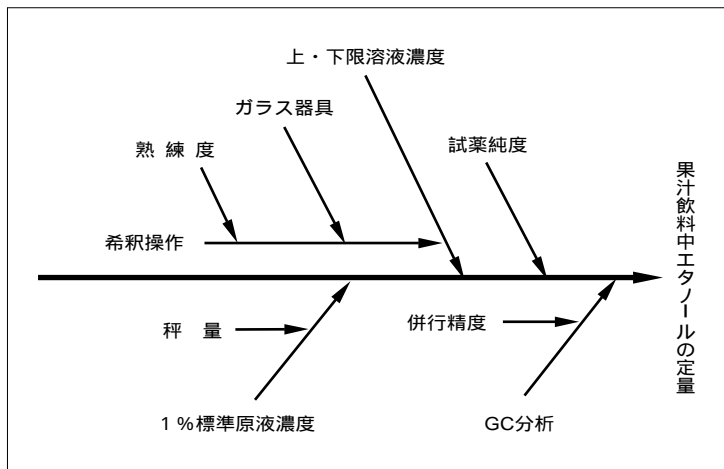 上・下限溶液濃度
ガラス器具
熟 練 度
試薬純度
希釈操作
果汁飲料中エタノールの定量
秤　量
併行精度
1％標準原液濃度
GC分析